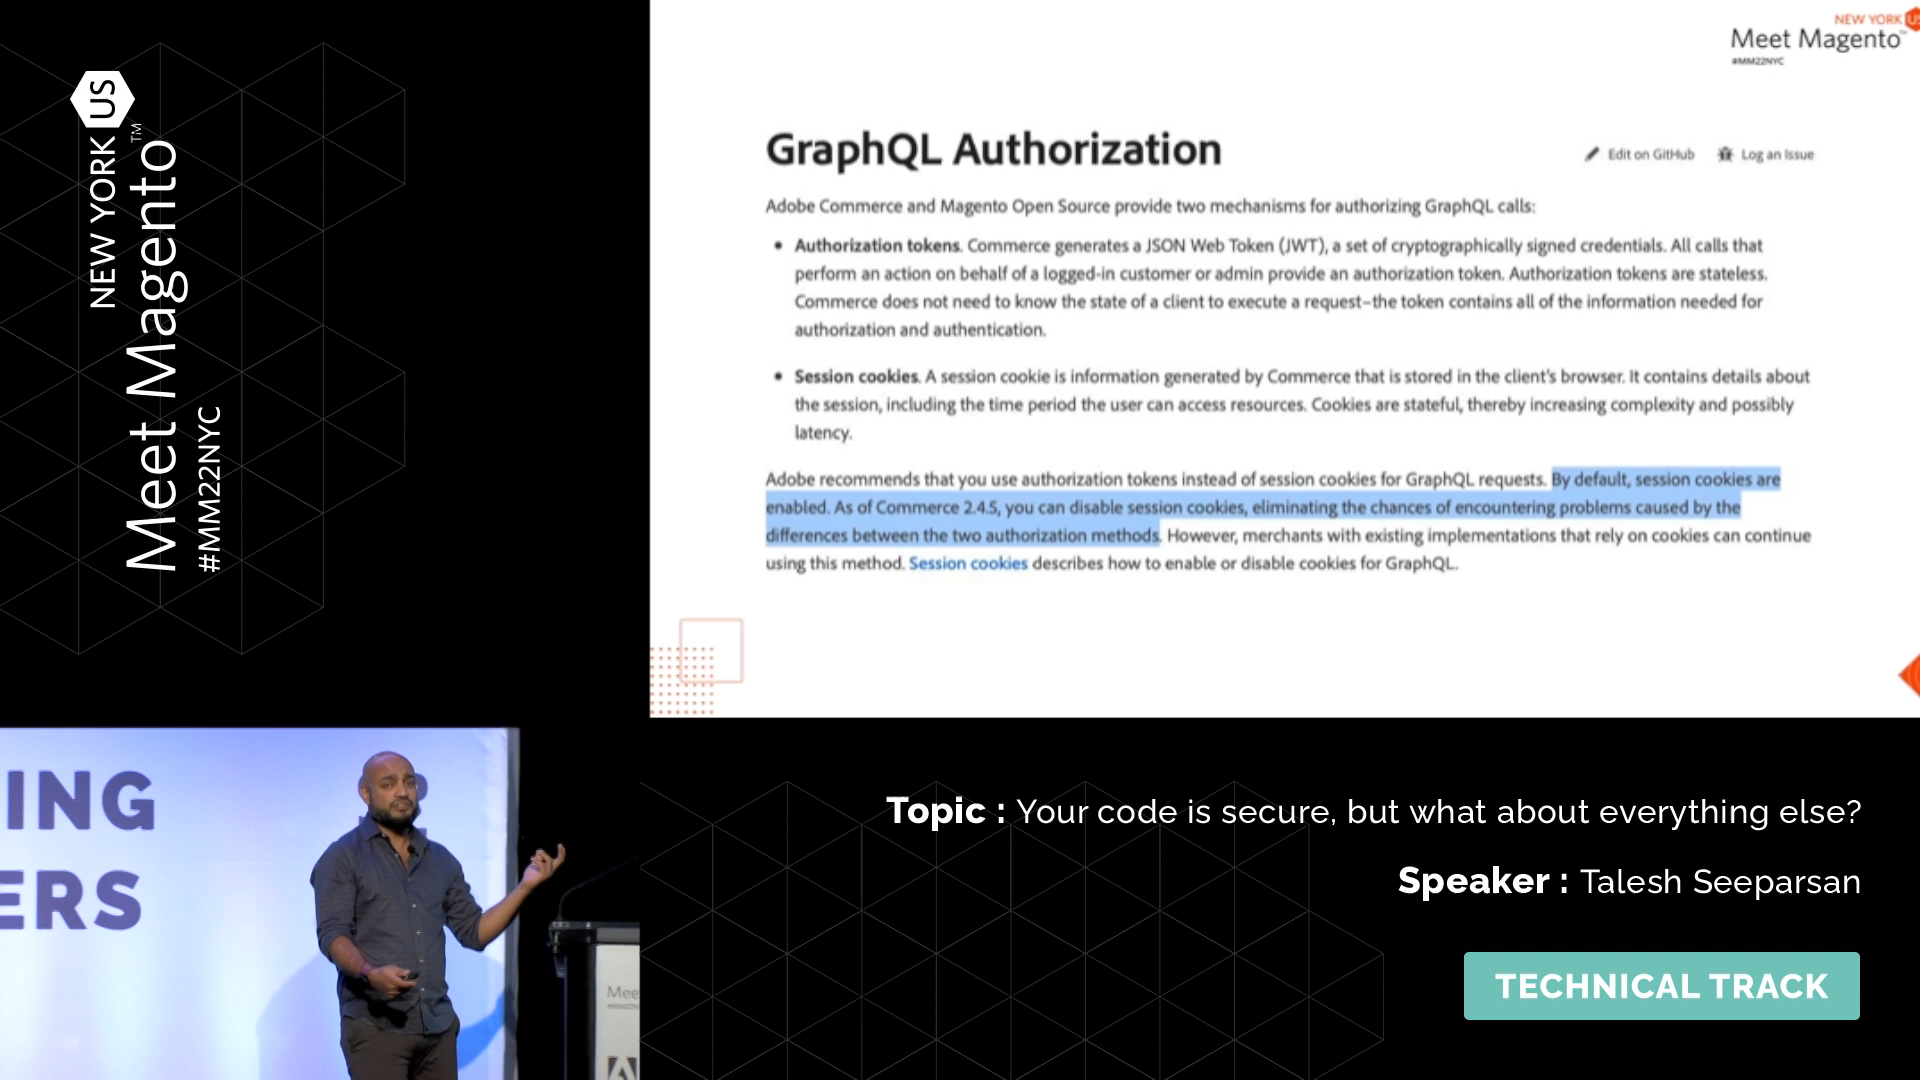 NEW YORK US
Meet Magento™
#MM22NYC
NEW YORK US
Meet Magento™
#MM22NYC
GraphQL Authorization
Edit on GitHub
Log an Issue
Adobe Commerce and Magento Open Source provide two mechanisms for authorizing GraphQL calls:
• Authorization tokens. Commerce generates a JSON Web Token (JWT), a set of cryptographically signed credentials. All calls that
perform an action on behalf of a logged-in customer or admin provide an authorization token. Authorization tokens are stateless.
Commerce does not need to know the state of a client to execute a request–the token contains all of the information needed for
authorization and authentication.
• Session cookies. A session cookie is information generated by Commerce that is stored in the client's browser. It contains details about
the session, including the time period the user can access resources. Cookies are stateful, thereby increasing complexity and possibly
latency.
Adobe recommends that you use authorization tokens instead of session cookies for GraphQL requests. By default, session cookies are
enabled. As of Commerce 2.4.5, you can disable session cookies, eliminating the chances of encountering problems caused by the
differences between the two authorization methods. However, merchants with existing implementations that rely on cookies can continue
using this method. Session cookies describes how to enable or disable cookies for GraphQL.
ING
ERS
Mee
Topic : Your code is secure, but what about everything else?
Speaker : Talesh Seeparsan
TECHNICAL TRACK